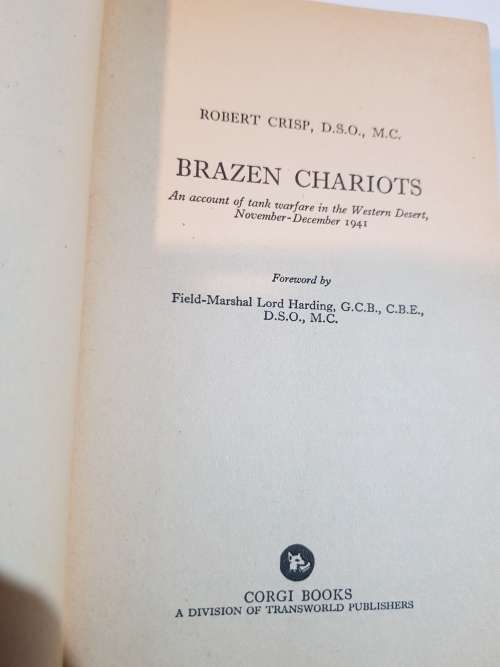 ROBERT CRISP, D.S.O., M.C.
BRAZEN CHARIOTS
An account of tank warfare in the Western Desert,
November-December 1941
Foreword by
Field-Marshal Lord Harding, G.C.B., C.B.E.,
D.S.O., M.C.
CORGI BOOKS
A DIVISION OF TRANSWORLD PUBLISHERS